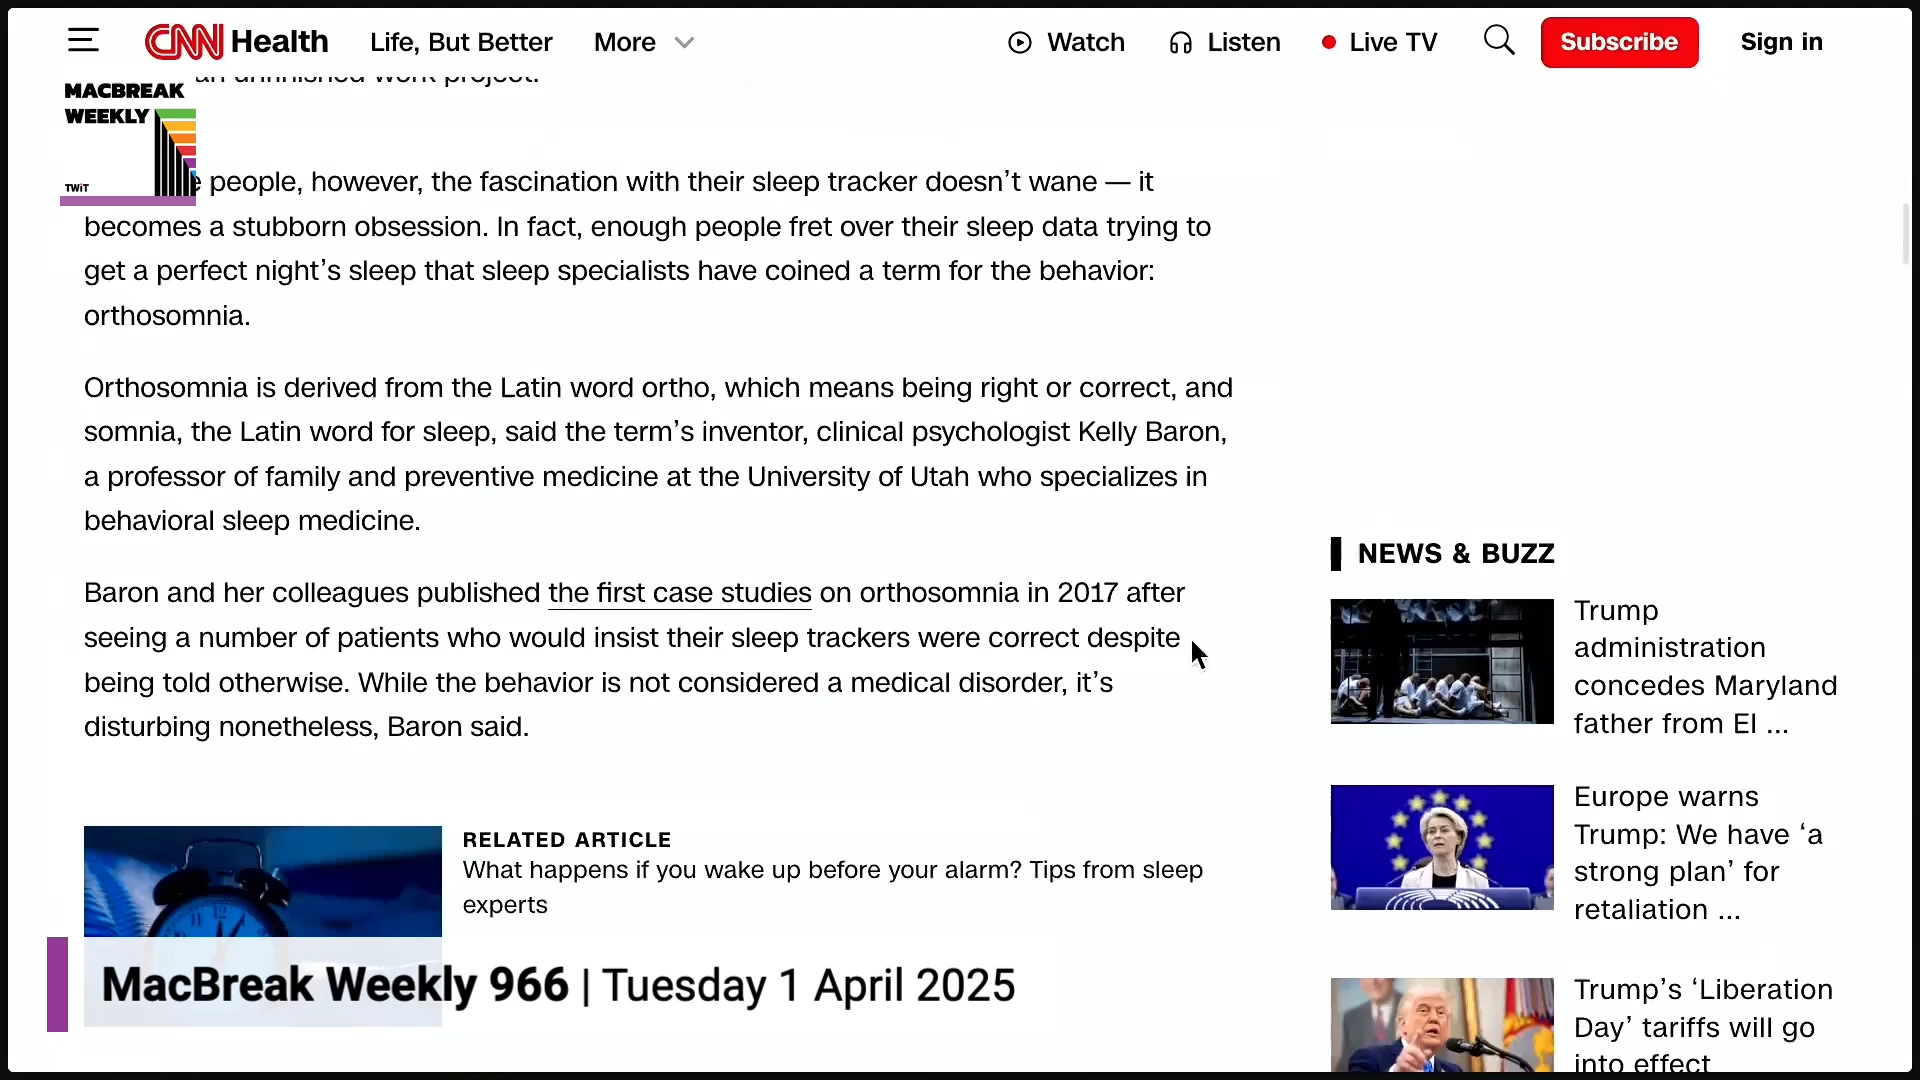 CNN Health
Life, But Better
More
Watch
Listen
Live TV
Subscribe
Sign in
an unfinished work project.
MACBREAK
WEEKLY
TWiT
people, however, the fascination with their sleep tracker doesn’t wane — it
becomes a stubborn obsession. In fact, enough people fret over their sleep data trying to
get a perfect night’s sleep that sleep specialists have coined a term for the behavior:
orthosomnia.
Orthosomnia is derived from the Latin word ortho, which means being right or correct, and
somnia, the Latin word for sleep, said the term’s inventor, clinical psychologist Kelly Baron,
a professor of family and preventive medicine at the University of Utah who specializes in
behavioral sleep medicine.
Baron and her colleagues published the first case studies on orthosomnia in 2017 after
seeing a number of patients who would insist their sleep trackers were correct despite
being told otherwise. While the behavior is not considered a medical disorder, it’s
disturbing nonetheless, Baron said.
RELATED ARTICLE
What happens if you wake up before your alarm? Tips from sleep
experts
MacBreak Weekly 966 | Tuesday 1 April 2025
NEWS & BUZZ
Trump
administration
concedes Maryland
father from El ...
Europe warns
Trump: We have ‘a
strong plan’ for
retaliation ...
Trump’s ‘Liberation
Day’ tariffs will go
into effect